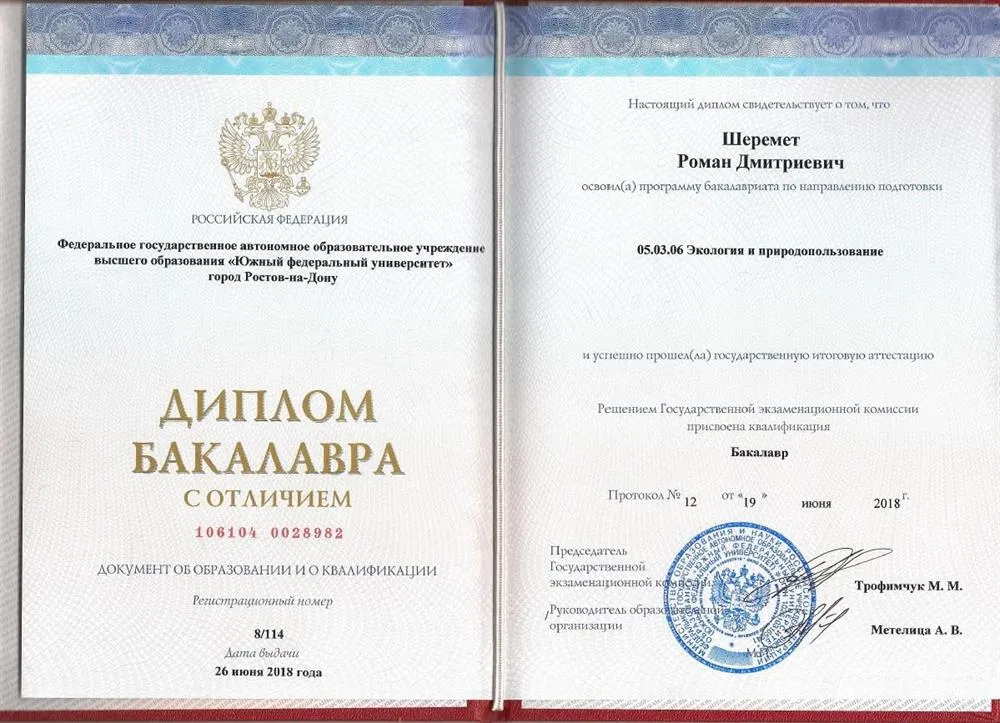 РОССИЙСКАЯ ФЕДЕРАЦИЯ
Федеральное государственное автономное образовательное учреждение
высшего образования «Южный федеральный университет»
город Ростов-на-Дону
ДИПЛОМ
БАКАЛАВРА
С ОТЛИЧИЕМ
106104 0028982
ДОКУМЕНТ ОБ ОБРАЗОВАНИИ И О КВАЛИФИКАЦИИ
Регистрационный номер
8/114
Дата выдачи
26 июня 2018 года
Настоящий диплом свидетельствует о том, что
Шеремет
Роман Дмитриевич
освоил(а) программу бакалавриата по направлению подготовки
05.03.06 Экология и природопользование
и успешно прошел(ла) государственную итоговую аттестацию
Решением Государственной экзаменационной комиссии
присвоена квалификация
Бакалавр
Протокол № 12 от «19» июня 2018 г.
Председатель
Государственной
экзаменационной комиссии
Трофимчук М. М.
Руководитель образовательной
организации
Метелица А. В.